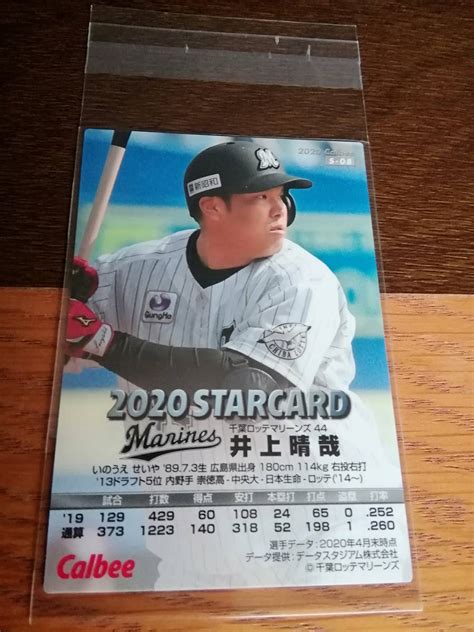 2020 Calbee
S-08
M
新昭和
GungHo
CHIBA LOTTE
2020 STARCARD
千葉ロッテマリーンズ 44
Marines 井上晴哉
いのうえ せいや '89.7.3生 広島県出身 180cm 114kg 右投右打
'13ドラフト5位 内野手 崇徳高-中央大-日本生命-ロッテ('14~)
試合 打数 得点 安打 本塁打 打点 盗塁 打率
'19 129 429 60 108 24 65 0 .252
通算 373 1223 140 318 52 198 1 .260
選手データ:2020年4月末時点
データ提供:データスタジアム株式会社
Calbee
©千葉ロッテマリーンズ